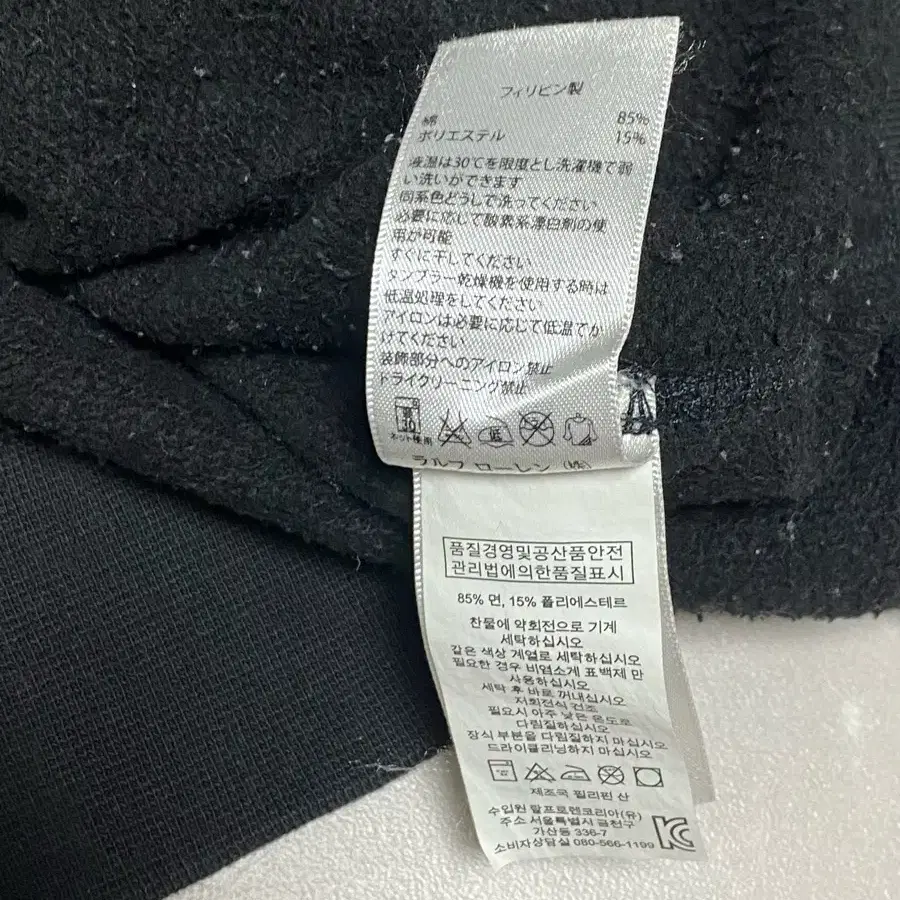 フィリピン製
綿 85%
ポリエステル 15%
液温は30℃を限度とし洗濯機で弱
い洗いができます
同系色どうしで洗ってください
必要に応じて酸素系漂白剤の使
用が可能
すぐに干してください
タンブラー乾燥機を使用する時は
低温処理をしてください
アイロンは必要に応じて低温でか
けてください
装飾部分へのアイロン禁止
ドライクリーニング禁止
30
低
ネット使用
ラルフ ローレン (株)
품질경영및공산품안전
관리법에의한품질표시
85% 면, 15% 폴리에스테르
찬물에 약회전으로 기계
세탁하십시오
같은 색상 계열로 세탁하십시오
필요한 경우 비염소계 표백제 만
사용하십시오
세탁 후 바로 꺼내십시오
저회전식 건조
필요시 아주 낮은 온도로
다림질하십시오
장식 부분을 다림질하지 마십시오
드라이클리닝하지 마십시오
제조국 필리핀 산
수입원 랄프로렌코리아(유)
주소 서울특별시 금천구
가산동 336-7
소비자상담실 080-566-1199
KC